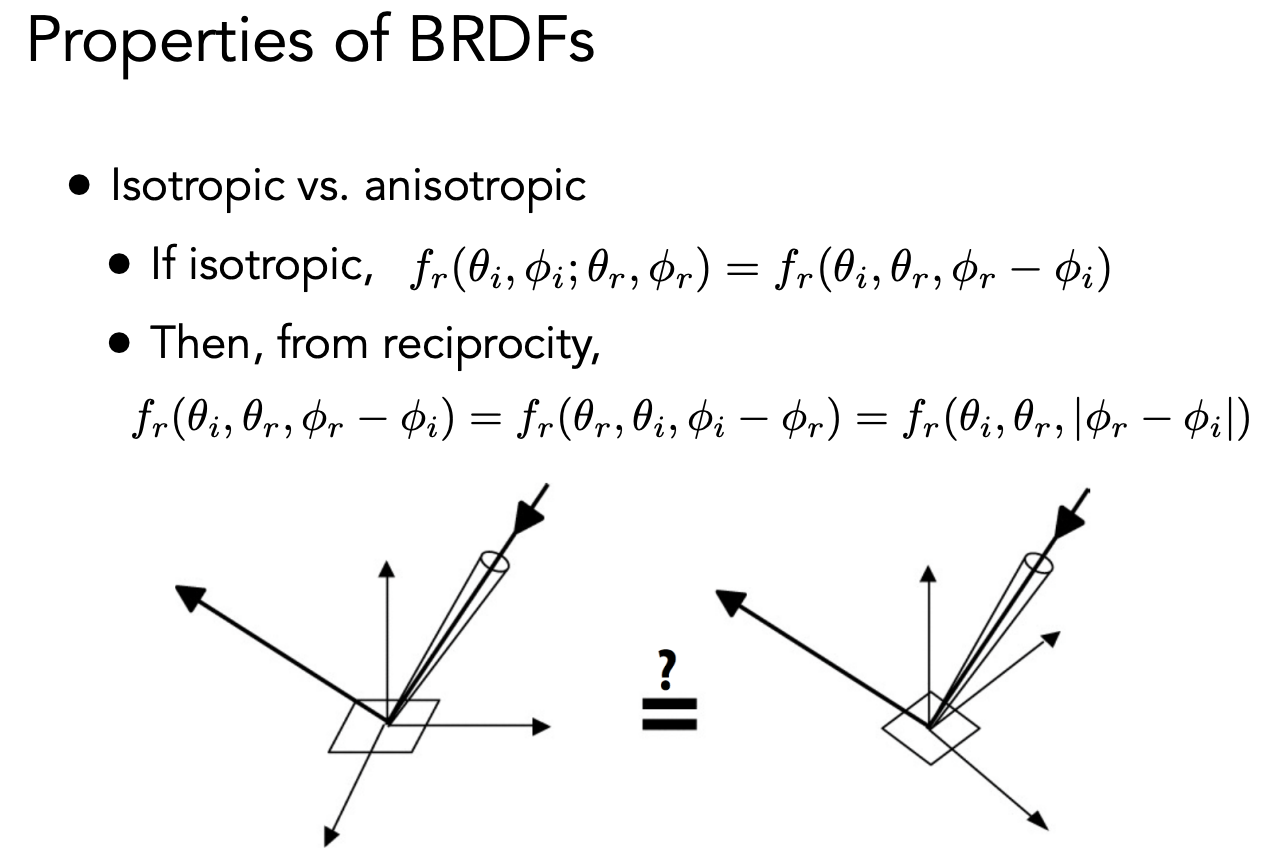 Properties of BRDFs
• Isotropic vs. anisotropic
• If isotropic, $f_r(\theta_i, \phi_i; \theta_r, \phi_r) = f_r(\theta_i, \theta_r, \phi_r - \phi_i)$
• Then, from reciprocity,
$f_r(\theta_i, \theta_r, \phi_r - \phi_i) = f_r(\theta_r, \theta_i, \phi_i - \phi_r) = f_r(\theta_i, \theta_r, |\phi_r - \phi_i|)$
?
=